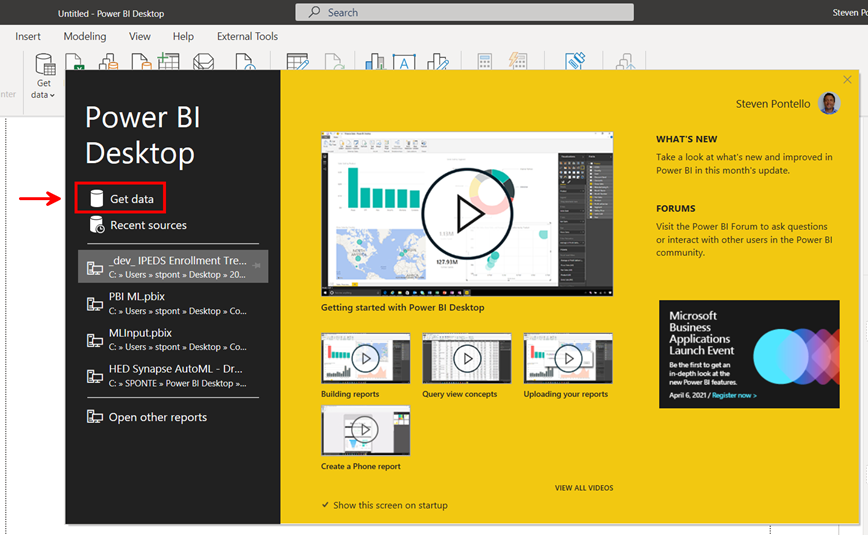 Untitled - Power BI Desktop
Search
Steven Po
Insert
Modeling
View
Help
External Tools
Get
data
nter
Power BI
Desktop
Get data
Recent sources
_dev_ IPEDS Enrollment Tre...
C: » Users » stpont » Desktop » 20...
PBI ML.pbix
C: » Users » stpont » Desktop » Co...
MLInput.pbix
C: » Users » stpont » Desktop » Co...
HED Synapse AutoML - Dr...
C: » SPONTE » Power BI Desktop »...
Open other reports
Steven Pontello
127.93M
Getting started with Power BI Desktop
Building reports
Query view concepts
Uploading your reports
Create a Phone report
VIEW ALL VIDEOS
Show this screen on startup
WHAT'S NEW
Take a look at what's new and improved in
Power BI in this month's update.
FORUMS
Visit the Power BI Forum to ask questions
or interact with other users in the Power BI
community.
Microsoft
Business
Applications
Launch Event
Be the first to get an
in-depth look at the
new Power BI features.
April 6, 2021 / Register now >